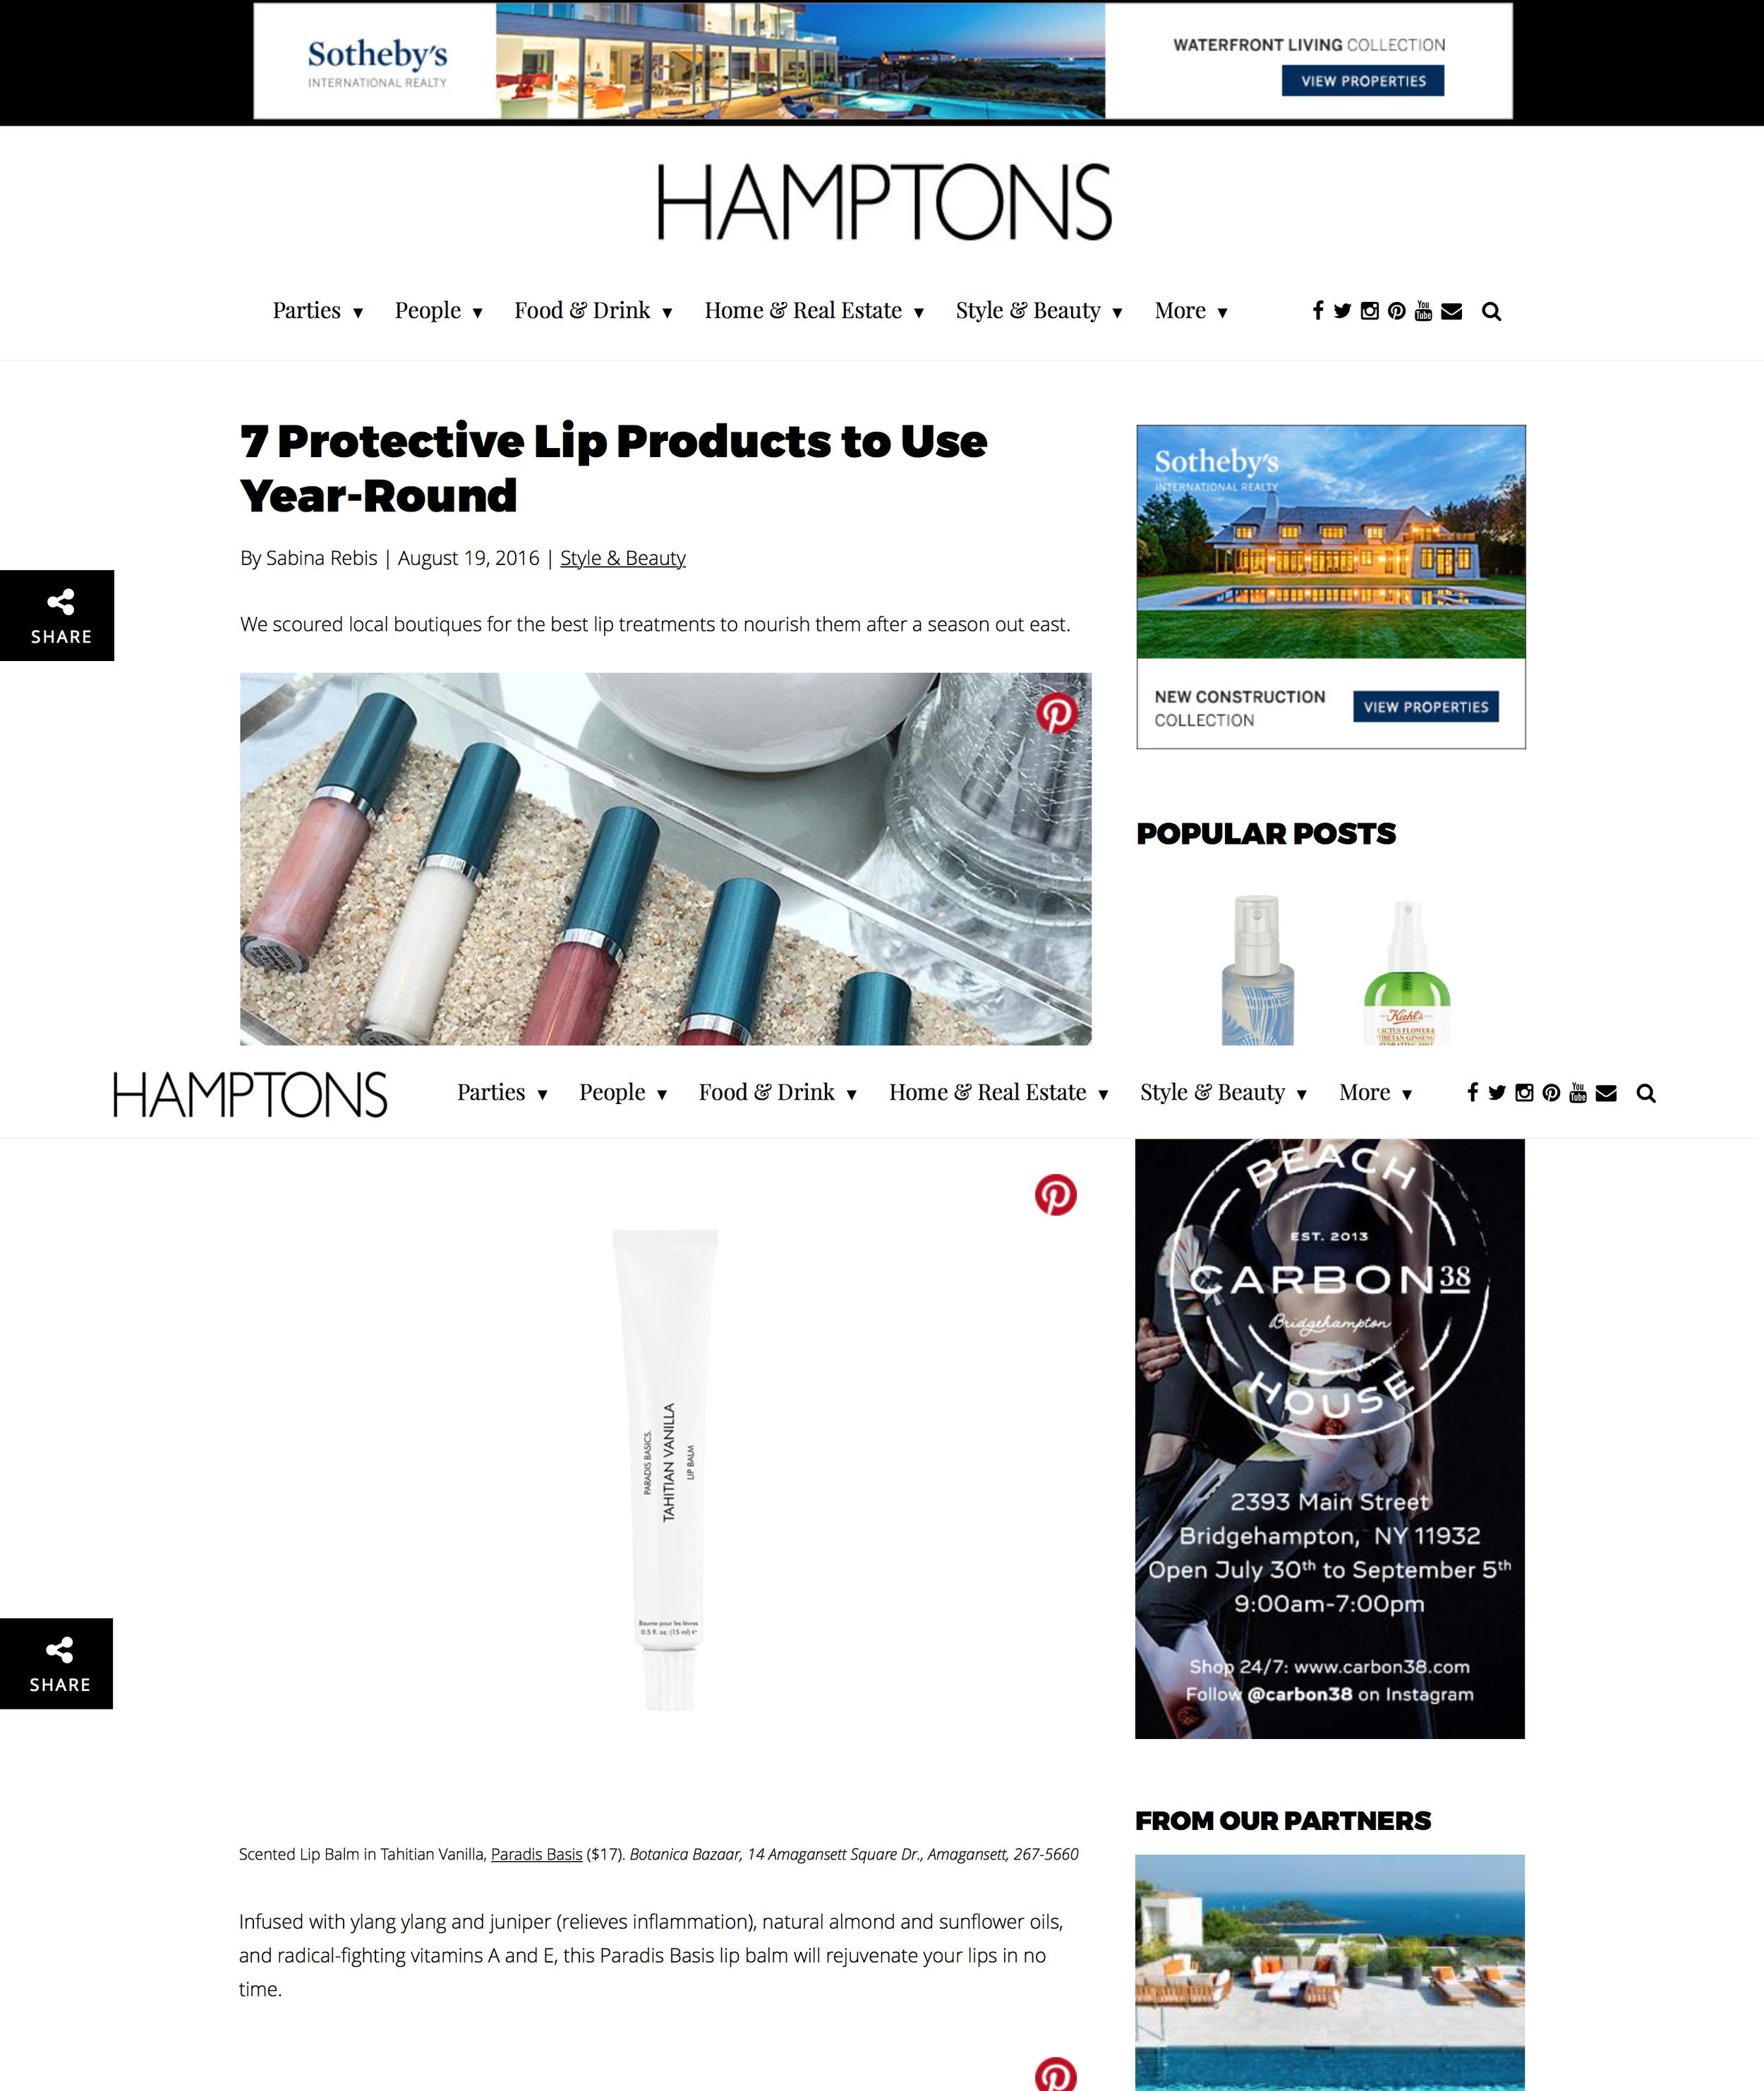 Sotheby's
INTERNATIONAL REALTY
WATERFRONT LIVING COLLECTION
VIEW PROPERTIES
HAMPTONS
Parties ▼ People ▼ Food & Drink ▼ Home & Real Estate ▼ Style & Beauty ▼ More ▼
You Tube
7 Protective Lip Products to Use
Year-Round
By Sabina Rebis | August 19, 2016 | Style & Beauty
SHARE
We scoured local boutiques for the best lip treatments to nourish them after a season out east.
Sotheby's
INTERNATIONAL REALTY
NEW CONSTRUCTION
COLLECTION
VIEW PROPERTIES
POPULAR POSTS
Kiehl's
CACTUS FLOWER &
TIBETAN GINSENG
HYDRATING MIST
HAMPTONS
Parties ▼ People ▼ Food & Drink ▼ Home & Real Estate ▼ Style & Beauty ▼ More ▼
You Tube
PARADIS BASICS.
TAHITIAN VANILLA
LIP BALM
Baume pour les lèvres
0.5 fl. oz. (15 ml) e
SHARE
BEACH
EST. 2013
CARBON38
Bridgehampton
HOUSE
2393 Main Street
Bridgehampton, NY 11932
Open July 30th to September 5th
9:00am-7:00pm
Shop 24/7: www.carbon38.com
Follow @carbon38 on Instagram
Scented Lip Balm in Tahitian Vanilla, Paradis Basis ($17). Botanica Bazaar, 14 Amagansett Square Dr., Amagansett, 267-5660
Infused with ylang ylang and juniper (relieves inflammation), natural almond and sunflower oils,
and radical-fighting vitamins A and E, this Paradis Basis lip balm will rejuvenate your lips in no
time.
FROM OUR PARTNERS